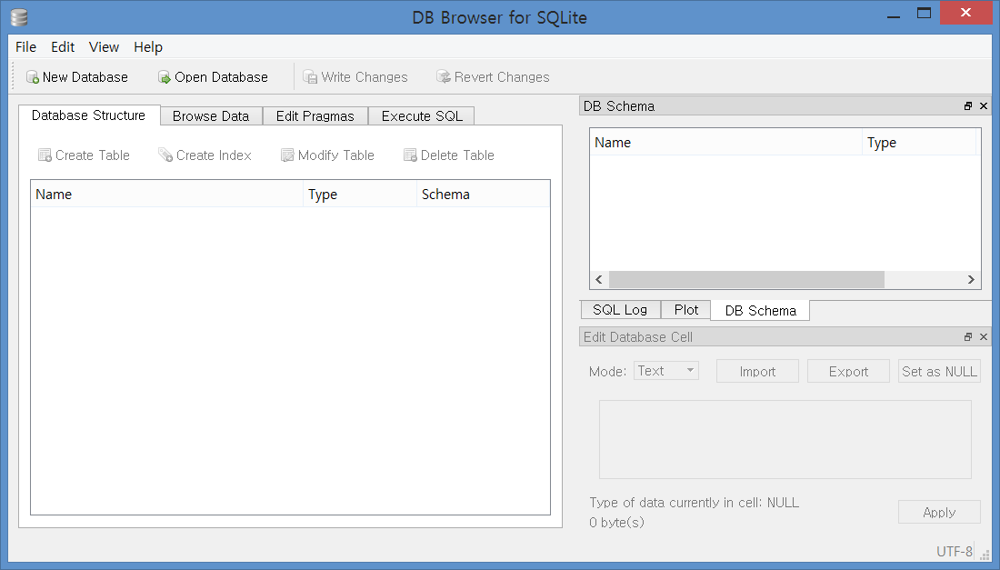 DB Browser for SQLite
File Edit View Help
New Database Open Database Write Changes Revert Changes
Database Structure Browse Data Edit Pragmas Execute SQL
Create Table Create Index Modify Table Delete Table
Name Type Schema
DB Schema
Name Type
SQL Log Plot DB Schema
Edit Database Cell
Mode: Text Import Export Set as NULL
Type of data currently in cell: NULL
0 byte(s)
Apply
UTF-8